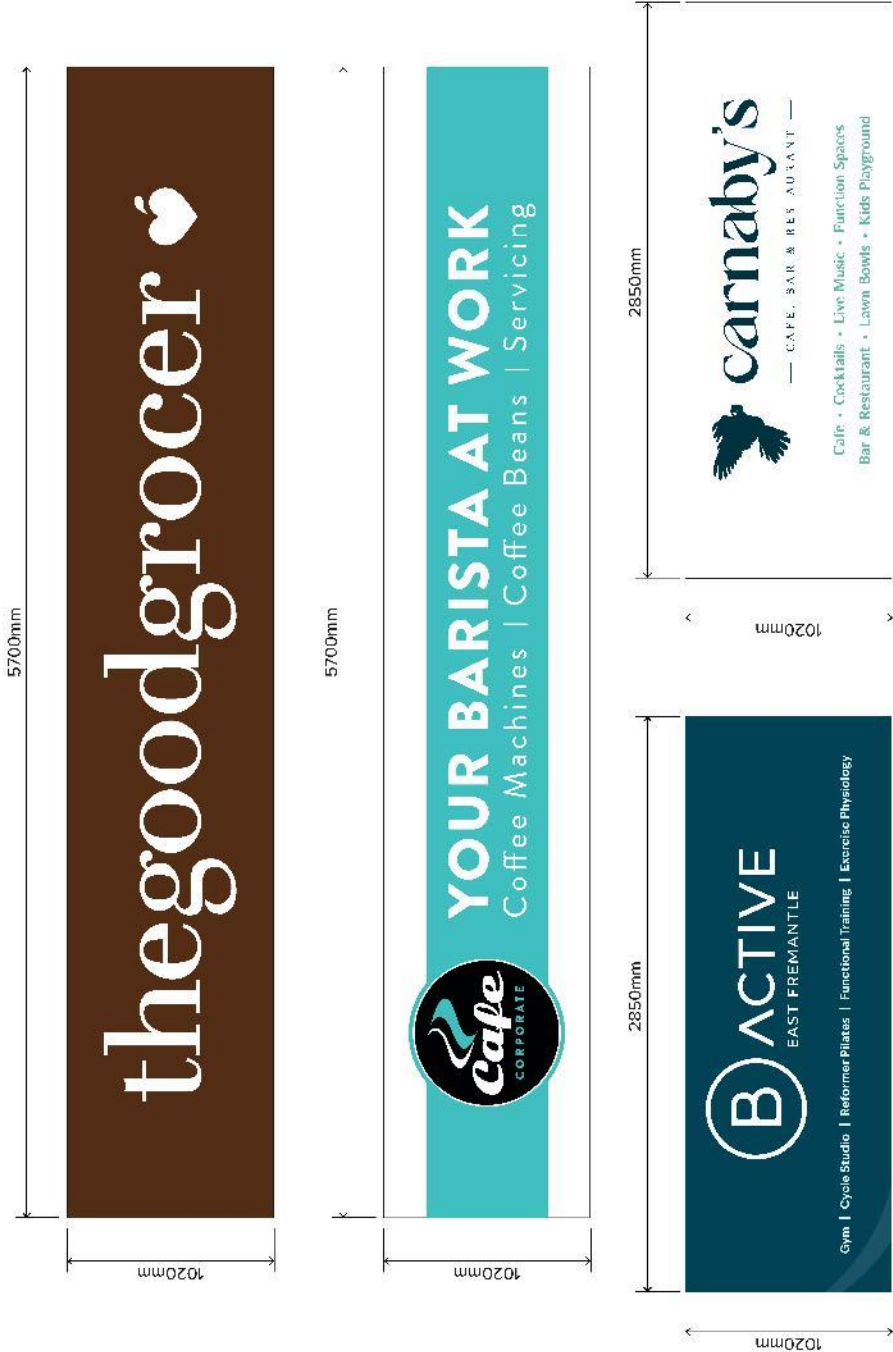 5700mm
1020mm
thegoodgrocer
5700mm
1020mm
Cafe
CORPORATE
YOUR BARISTA AT WORK
Coffee Machines | Coffee Beans | Servicing
2850mm
1020mm
B ACTIVE
EAST FREMANTLE
Gym | Cycle Studio | Reformer Pilates | Functional Training | Exercise Physiology
2850mm
1020mm
carnaby's
— CAFE, BAR & RES AURANT —
Cafe • Cocktails • Live Music • Function Spaces
Bar & Restaurant • Lawn Bowls • Kids Playground